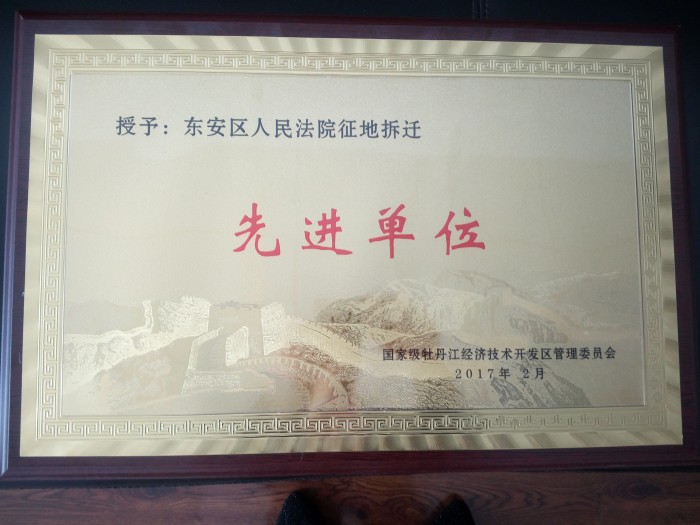 授予：东安区人民法院征地拆迁
先进单位
国家级牡丹江经济技术开发区管理委员会
2017年 2月